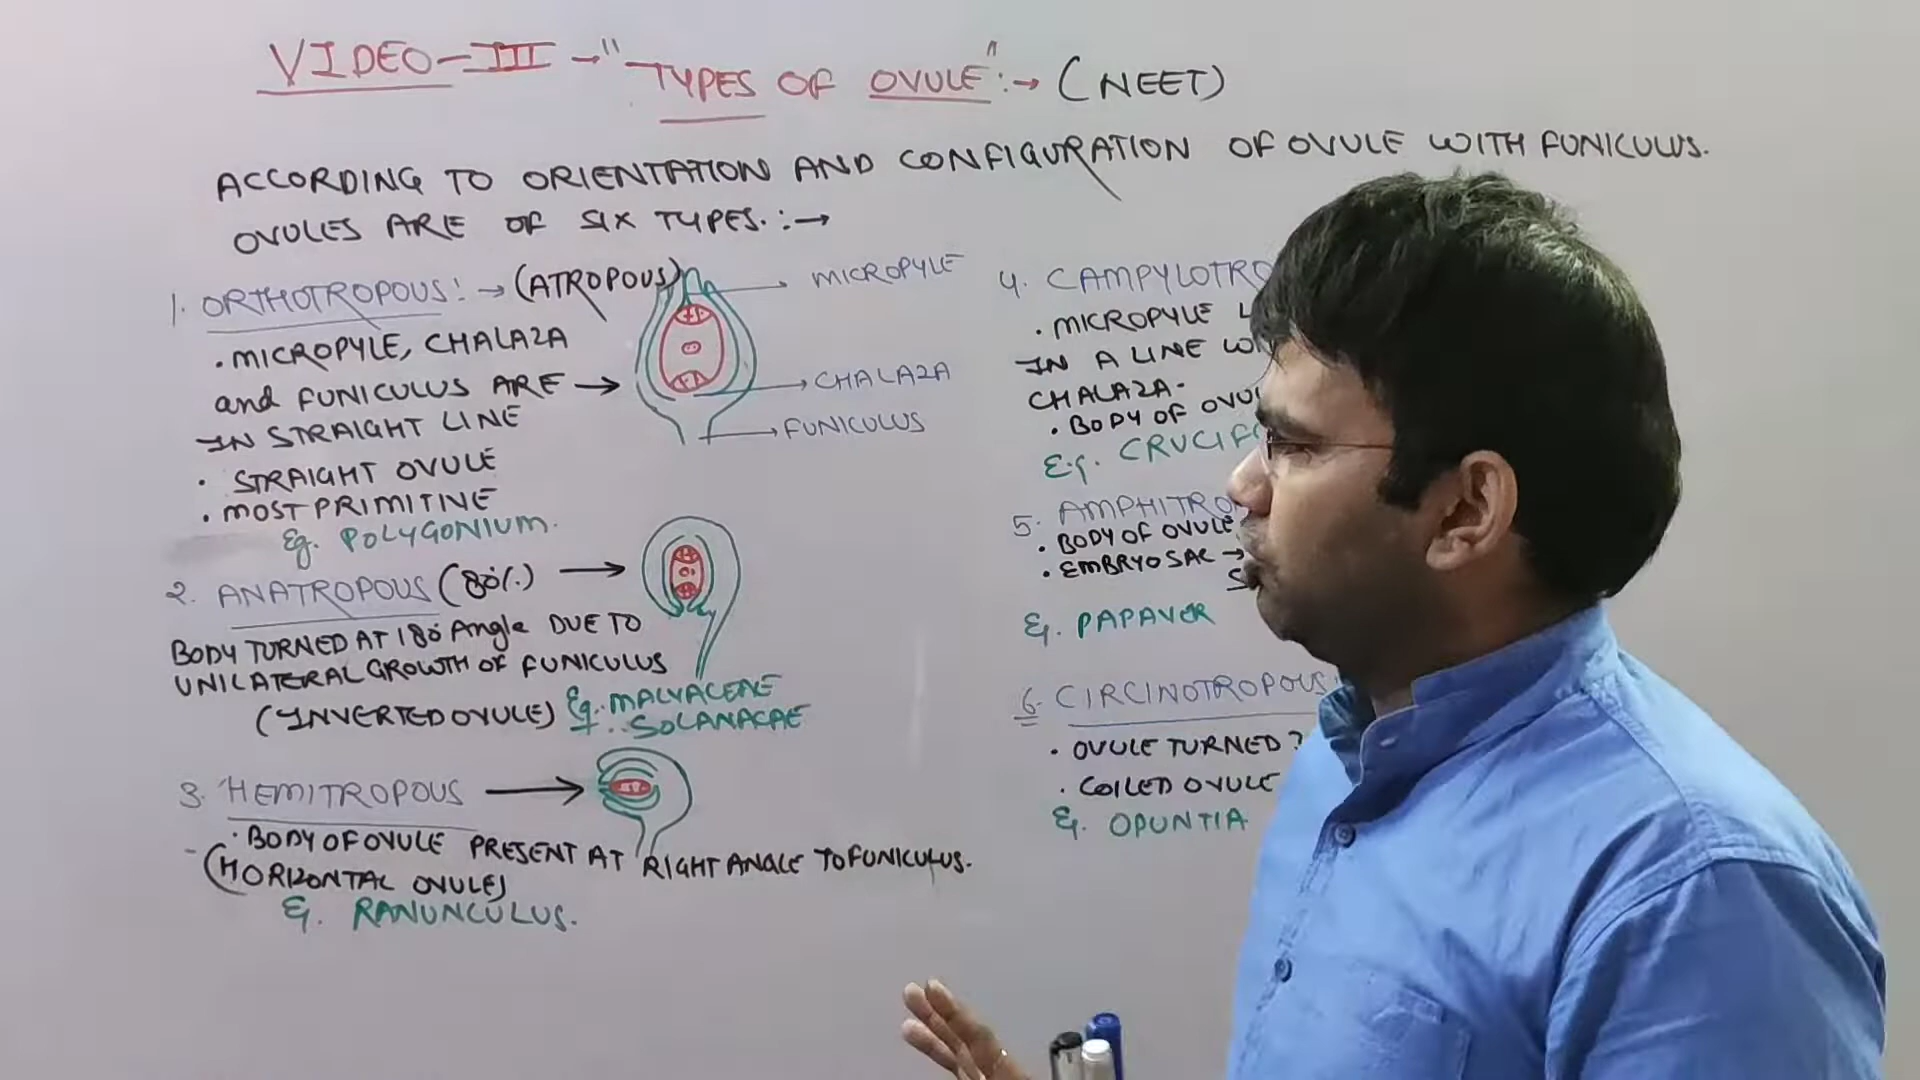 VIDEO-III → "TYPES OF OVULE" :→ (NEET)
ACCORDING TO ORIENTATION AND CONFIGURATION OF OVULE WITH FUNICULUS.
OVULES ARE OF SIX TYPES. :→
1. ORTHOTROPOUS : → (ATROPOUS)
• MICROPYLE, CHALAZA
and FUNICULUS ARE →
IN STRAIGHT LINE
• STRAIGHT OVULE
• MOST PRIMITIVE
Eg. POLYGONIUM.
MICROPYLE
CHALAZA
FUNICULUS
2. ANATROPOUS (80%) →
BODY TURNED AT 180° Angle DUE TO
UNILATERAL GROWTH OF FUNICULUS
(INVERTED OVULE) Eg. MALVACEAE
SOLANACAE
3. HEMITROPOUS →
• BODY OF OVULE PRESENT AT RIGHT ANGLE TO FUNICULUS.
(HORIZONTAL OVULE)
Eg. RANUNCULUS.
4. CAMPYLOTRO
• MICROPYLE
IN A LINE
CHALAZA.
• BODY OF OVU
E.g. CRUCIF
5. AMPHITRO
• BODY OF OVULE
• EMBRYO SAC →
Eg. PAPAVER
6. CIRCINOTROPOUS
• OVULE TURNED
• COILED OVULE
Eg. OPUNTIA